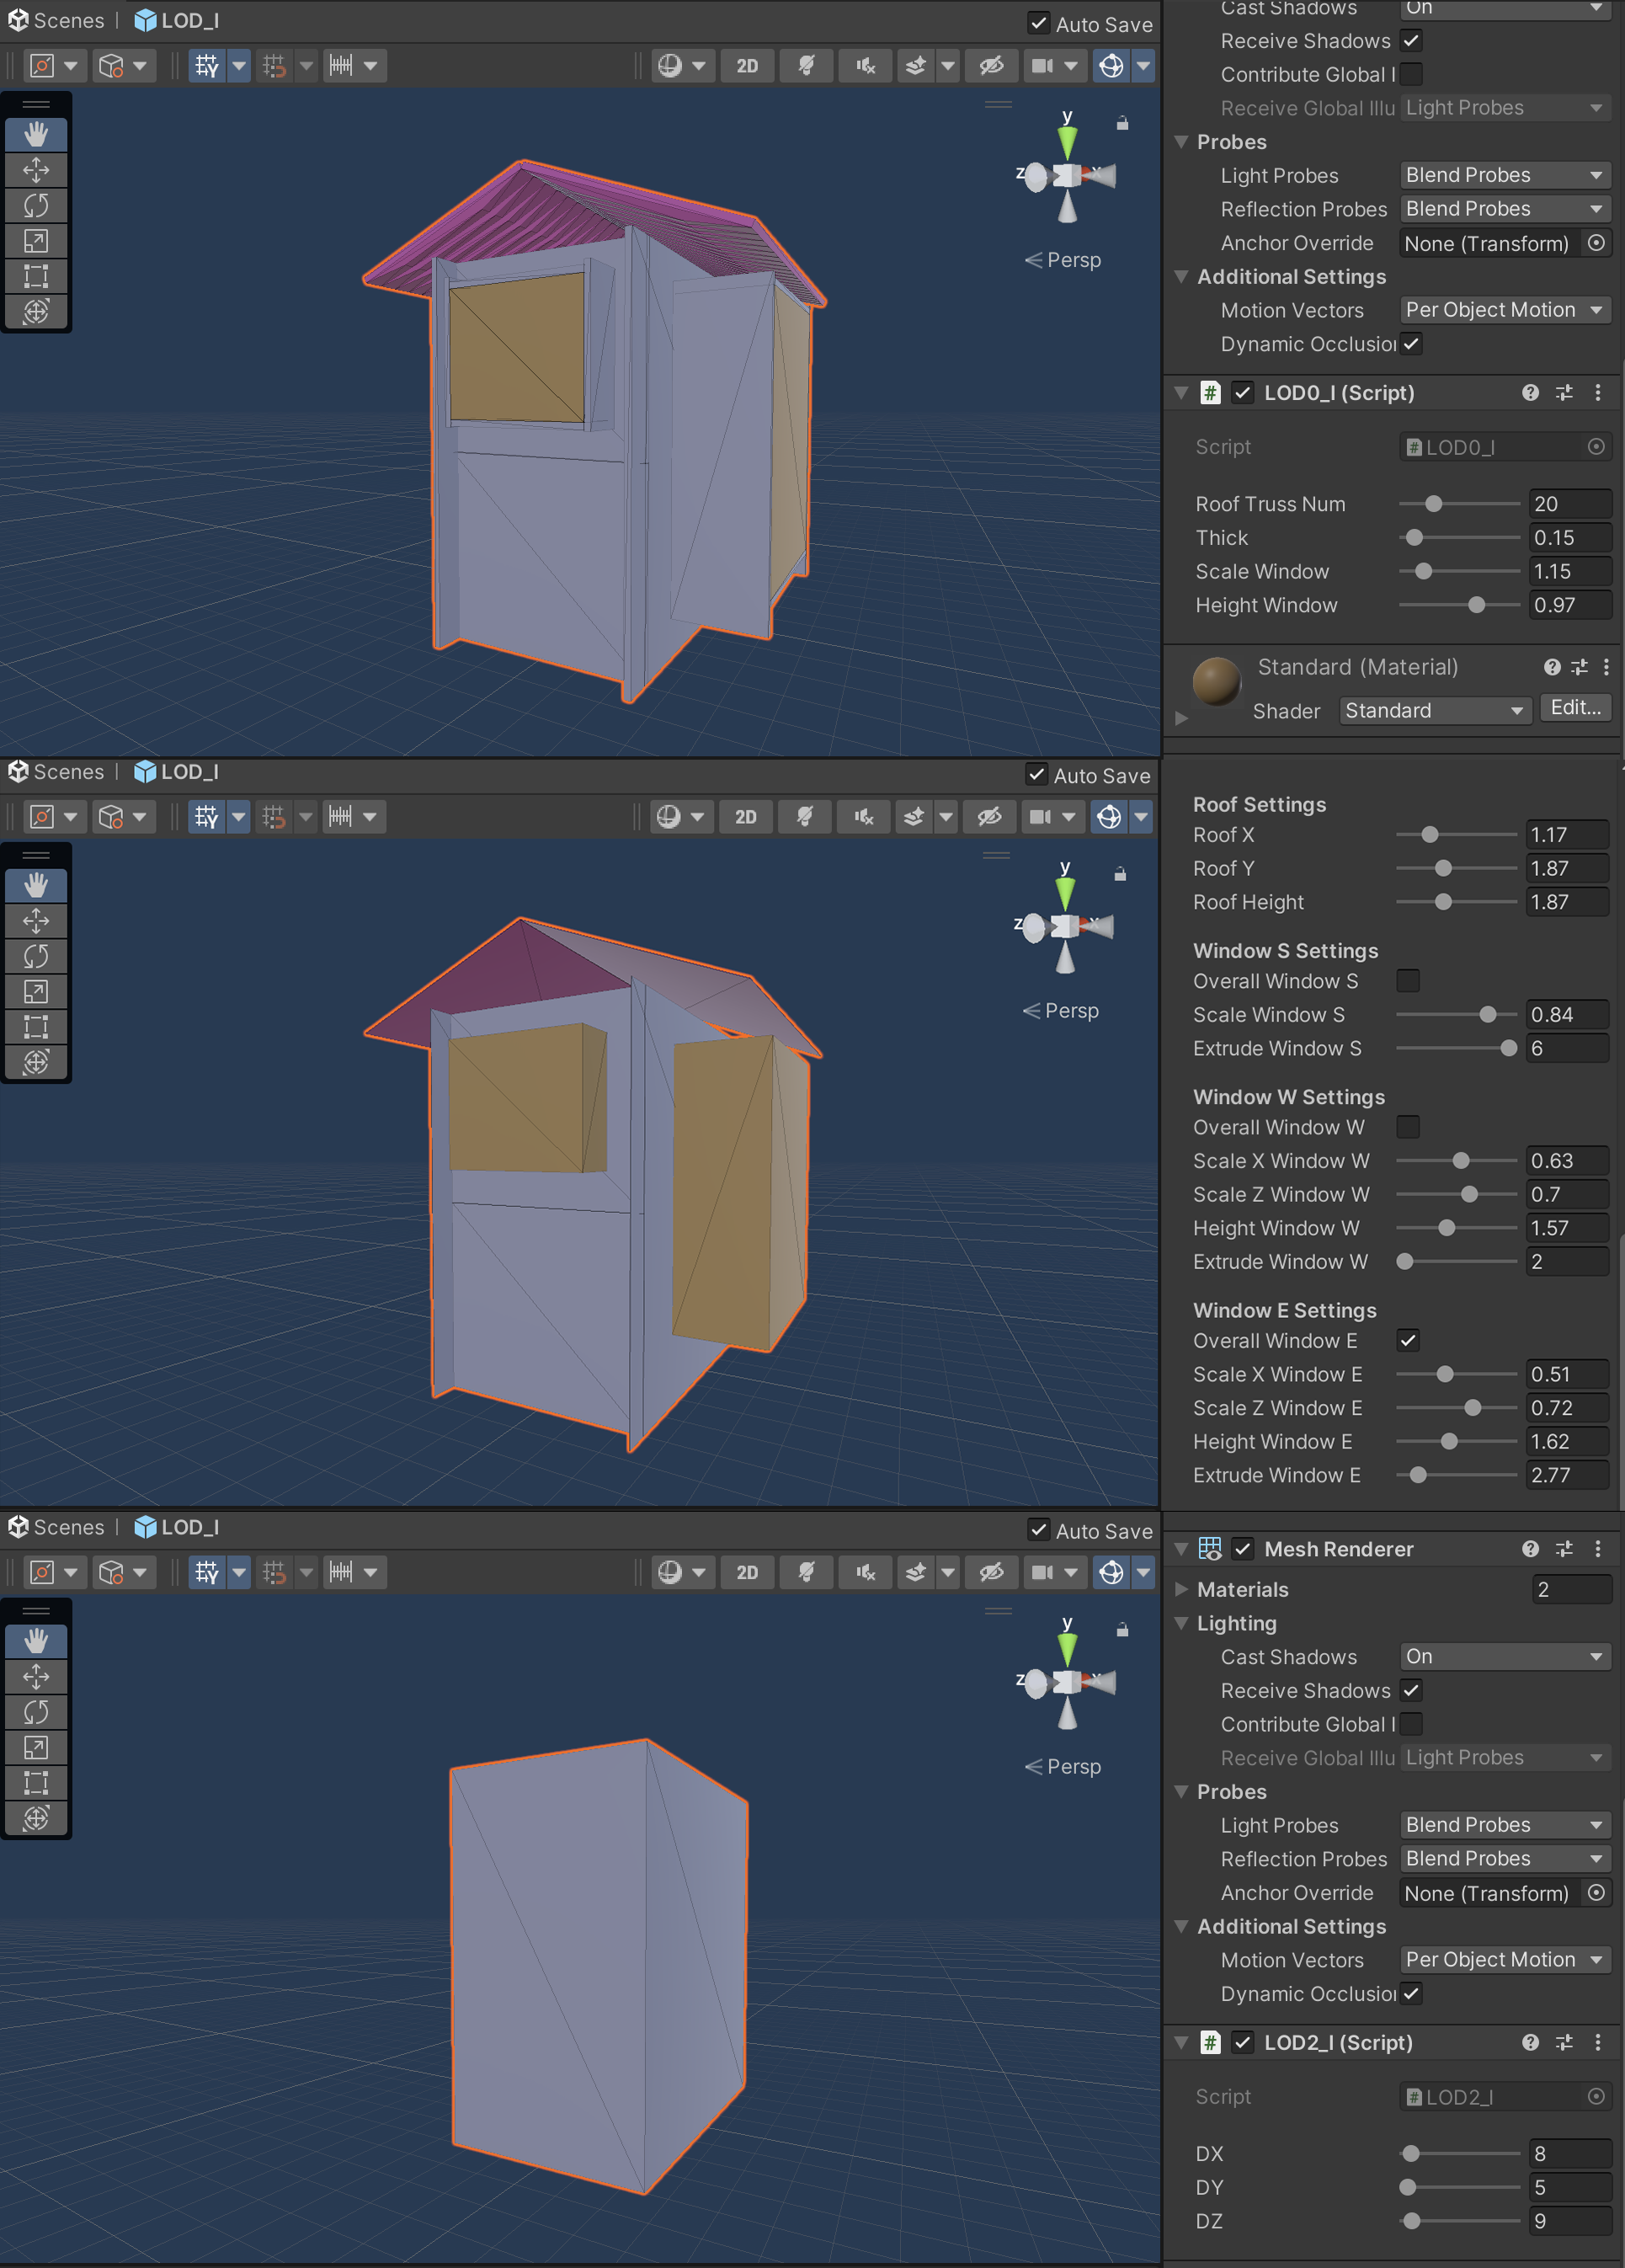 Scenes | LOD_I
Auto Save
2D
y
z
x
Persp
Cast Shadows On
Receive Shadows
Contribute Global I
Receive Global Illu Light Probes
Probes
Light Probes Blend Probes
Reflection Probes Blend Probes
Anchor Override None (Transform)
Additional Settings
Motion Vectors Per Object Motion
Dynamic Occlusion
# LOD0_I (Script)
Script # LOD0_I
Roof Truss Num 20
Thick 0.15
Scale Window 1.15
Height Window 0.97
Standard (Material)
Shader Standard Edit...
Scenes | LOD_I
Auto Save
2D
y
z
x
Persp
Roof Settings
Roof X 1.17
Roof Y 1.87
Roof Height 1.87
Window S Settings
Overall Window S
Scale Window S 0.84
Extrude Window S 6
Window W Settings
Overall Window W
Scale X Window W 0.63
Scale Z Window W 0.7
Height Window W 1.57
Extrude Window W 2
Window E Settings
Overall Window E
Scale X Window E 0.51
Scale Z Window E 0.72
Height Window E 1.62
Extrude Window E 2.77
Scenes | LOD_I
Auto Save
2D
y
z
x
Persp
Mesh Renderer
Materials 2
Lighting
Cast Shadows On
Receive Shadows
Contribute Global I
Receive Global Illu Light Probes
Probes
Light Probes Blend Probes
Reflection Probes Blend Probes
Anchor Override None (Transform)
Additional Settings
Motion Vectors Per Object Motion
Dynamic Occlusion
# LOD2_I (Script)
Script # LOD2_I
DX 8
DY 5
DZ 9